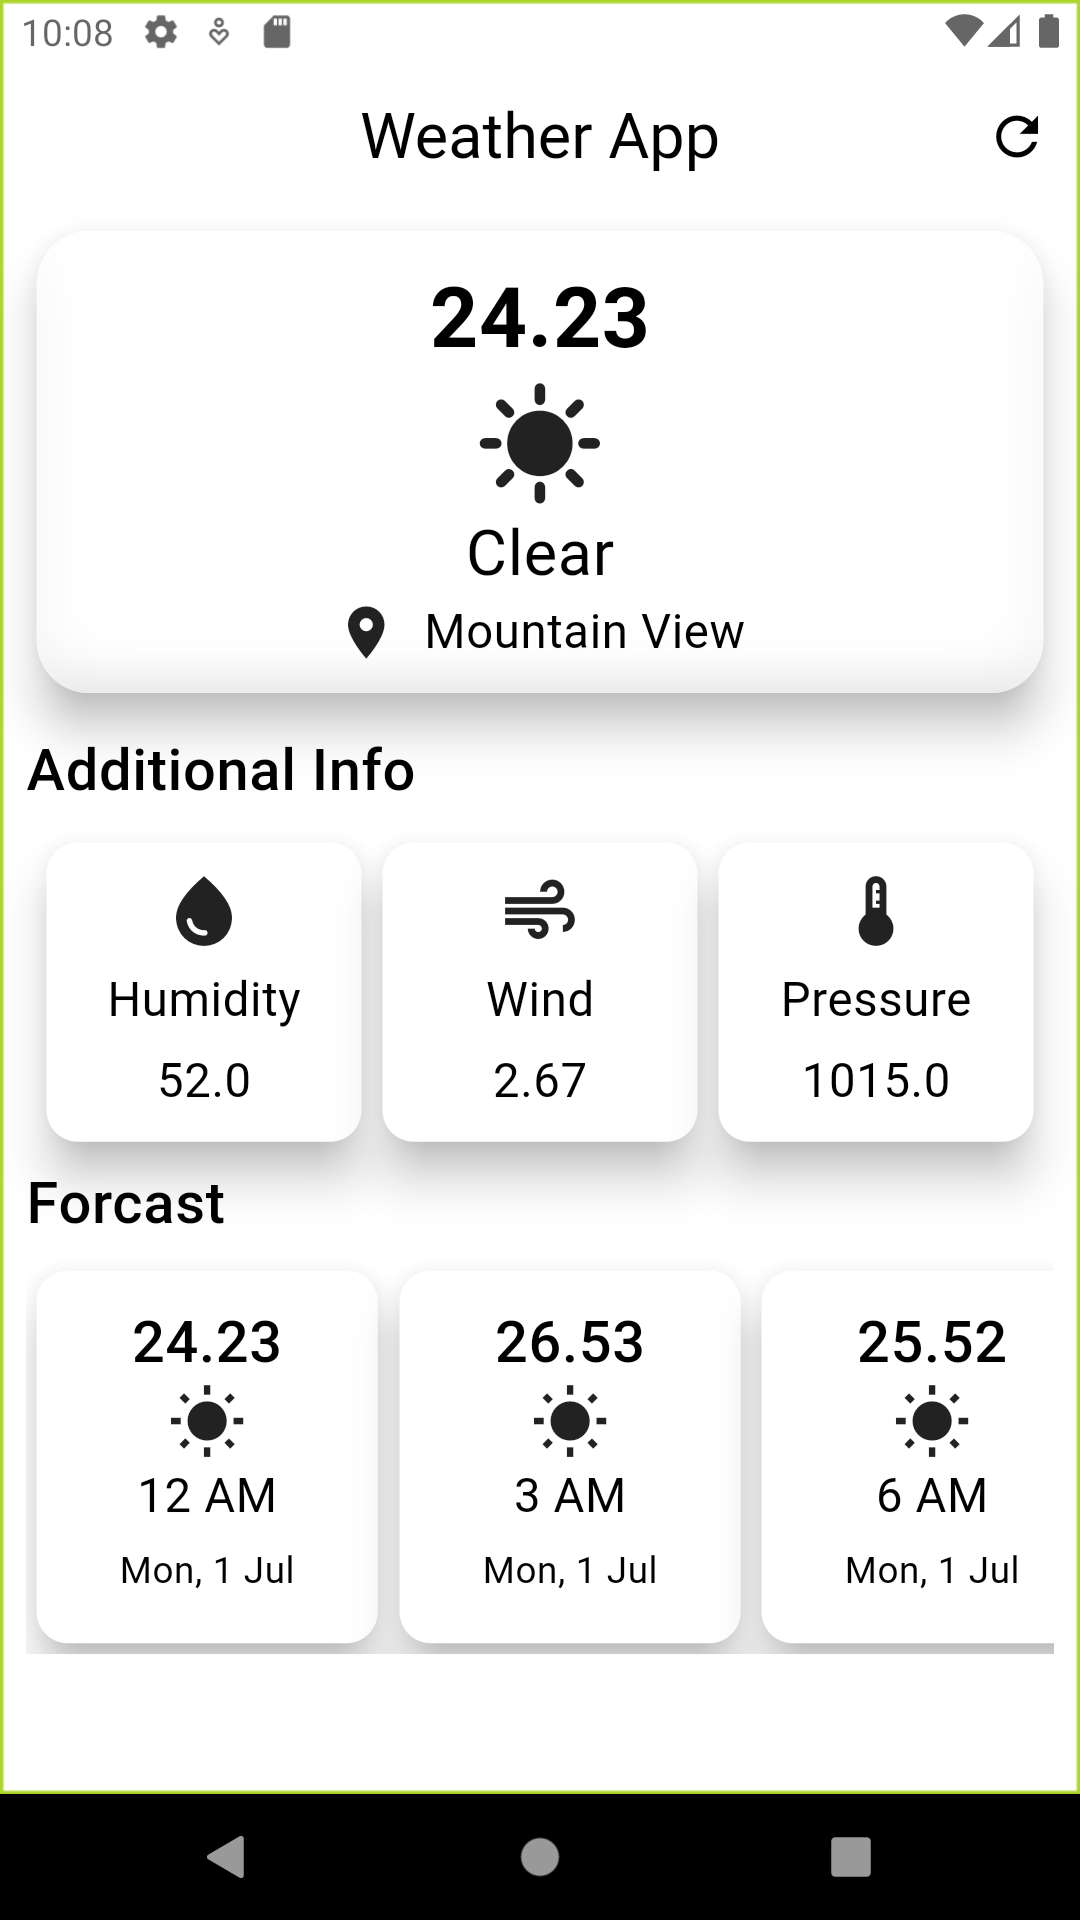 10:08
Weather App
24.23
Clear
Mountain View
Additional Info
Humidity Wind Pressure
52.0 2.67 1015.0
Forcast
24.23 26.53 25.52
12 AM 3 AM 6 AM
Mon, 1 Jul Mon, 1 Jul Mon, 1 Jul